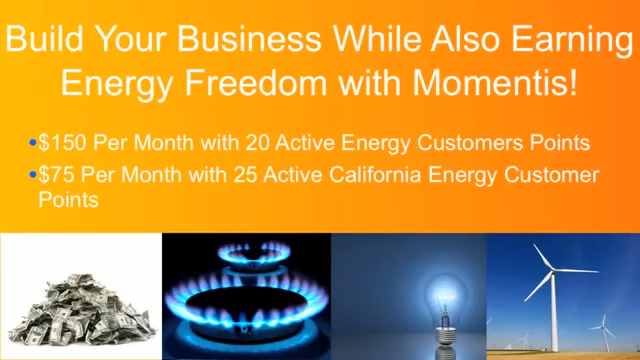 Build Your Business While Also Earning
Energy Freedom with Momentis!
•$150 Per Month with 20 Active Energy Customers Points
•$75 Per Month with 25 Active California Energy Customer
Points